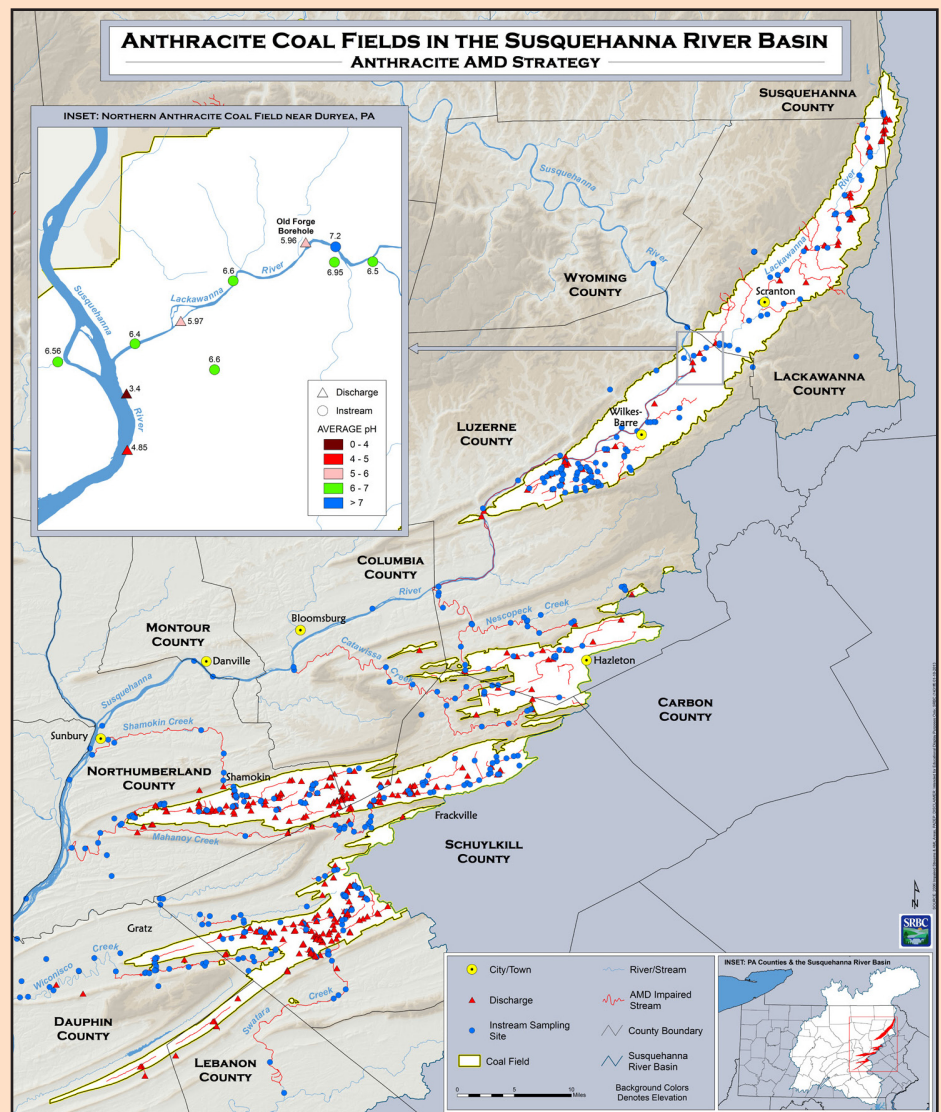 ANTHRACITE COAL FIELDS IN THE SUSQUEHANNA RIVER BASIN
ANTHRACITE AMD STRATEGY
SUSQUEHANNA
COUNTY
INSET: NORTHERN ANTHRACITE COAL FIELD NEAR DURYEA, PA
Old Forge
Borehole
5.96
7.2
6.95
6.5
6.6
River
Lackawanna
5.97
6.4
Susquehanna
6.56
6.6
3.4
River
4.85
Discharge
Instream
AVERAGE pH
0 - 4
4 - 5
5 - 6
6 - 7
> 7
Susquehanna
River
WYOMING
COUNTY
River
Lackawanna
Scranton
LACKAWANNA
COUNTY
LUZERNE
COUNTY
Wilkes-
Barre
COLUMBIA
COUNTY
River
Nescopeck Creek
Bloomsburg
MONTOUR
COUNTY
Catawissa
Creek
Danville
Hazleton
Susquehanna
CARBON
COUNTY
Shamokin Creek
Sunbury
NORTHUMBERLAND
COUNTY
Shamokin
Frackville
Mahanoy Creek
SCHUYLKILL
COUNTY
Gratz
Wiconisco
Creek
Swatara
Creek
DAUPHIN
COUNTY
LEBANON
COUNTY
N
SRBC
City/Town
Discharge
Instream Sampling
Site
Coal Field
0 5 10
Miles
River/Stream
AMD Impaired
Stream
County Boundary
Susquehanna
River Basin
Background Colors
Denotes Elevation
INSET: PA Counties & the Susquehanna River Basin